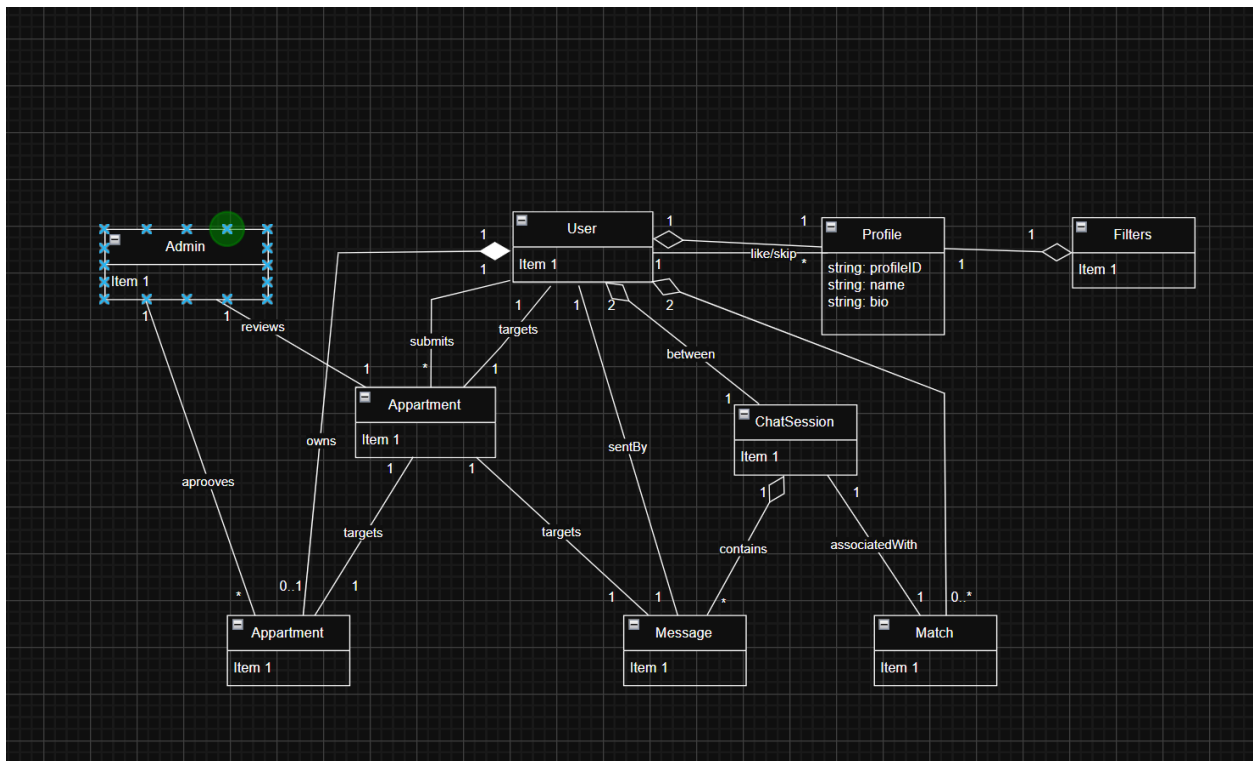 User
Item 1
Admin
Item 1
Profile
string: profileID
string: name
string: bio
Filters
Item 1
1
1
1
1
1
1
1
like/skip
*
1
1
reviews
1
submits
*
1
targets
1
1
2
2
1
between
1
Appartment
Item 1
ChatSession
Item 1
owns
sentBy
aprooves
1
1
1
1
targets
targets
contains
associatedWith
*
0..1
1
1
1
*
1
0..*
Appartment
Item 1
Message
Item 1
Match
Item 1